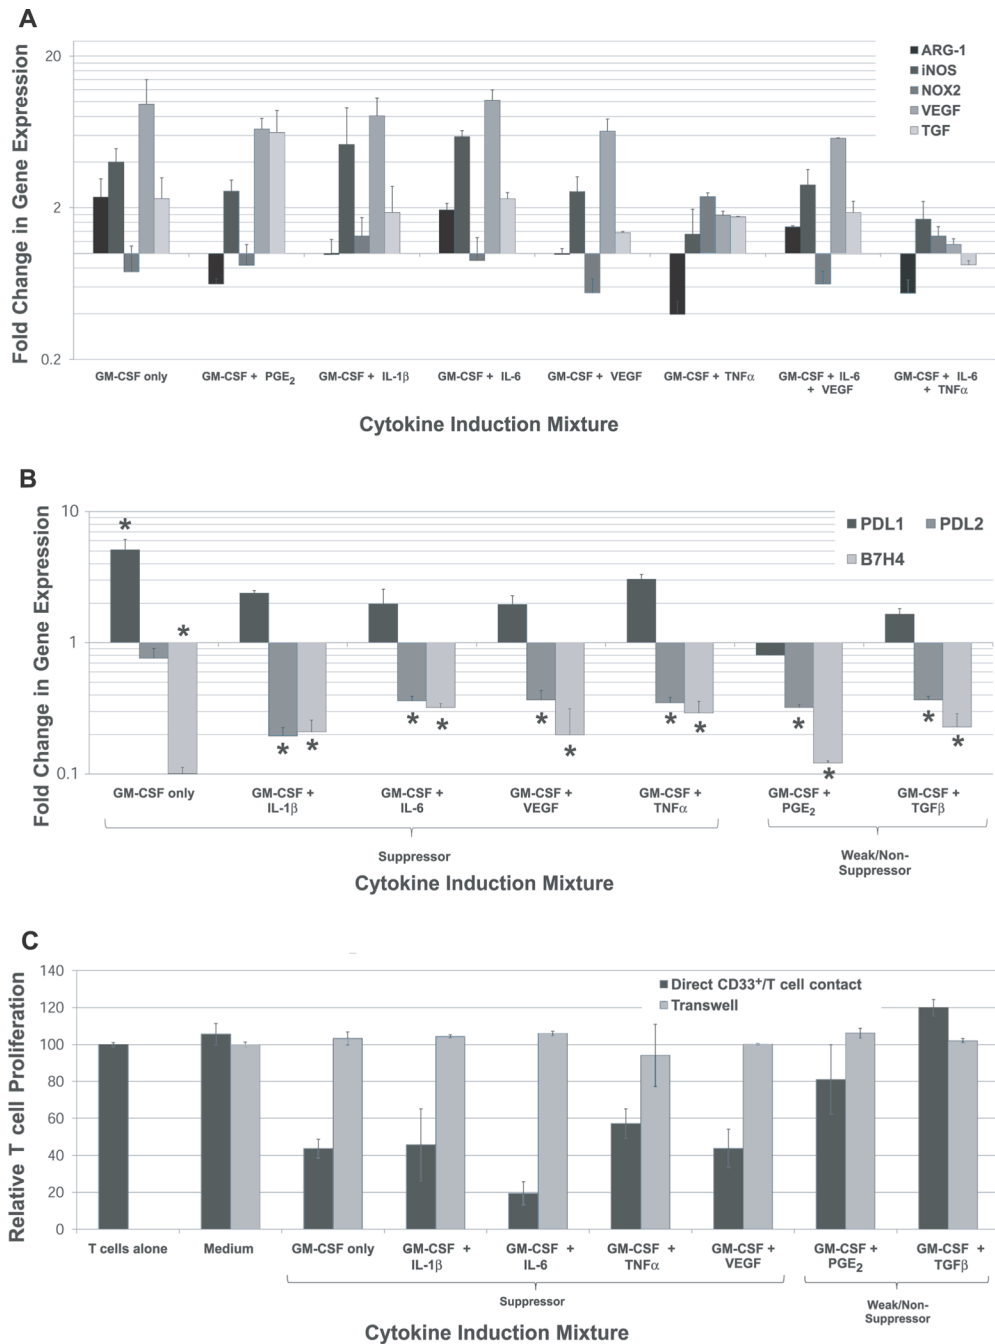 A
Fold Change in Gene Expression
20
2
0.2
ARG-1
iNOS
NOX2
VEGF
TGF
GM-CSF only
GM-CSF + PGE2
GM-CSF + IL-1β
GM-CSF + IL-6
GM-CSF + VEGF
GM-CSF + TNFα
GM-CSF + IL-6
+ VEGF
GM-CSF + IL-6
+ TNFα
Cytokine Induction Mixture
B
Fold Change in Gene Expression
10
1
0.1
PDL1
PDL2
B7H4
*
*
*
*
*
*
*
*
*
*
*
*
*
*
GM-CSF only
GM-CSF +
IL-1β
GM-CSF +
IL-6
GM-CSF +
VEGF
GM-CSF +
TNFα
GM-CSF +
PGE2
GM-CSF +
TGFβ
Suppressor
Weak/Non-
Suppressor
Cytokine Induction Mixture
C
Relative T cell Proliferation
140
120
100
80
60
40
20
0
Direct CD33+/T cell contact
Transwell
T cells alone
Medium
GM-CSF only
GM-CSF +
IL-1β
GM-CSF +
IL-6
GM-CSF +
TNFα
GM-CSF +
VEGF
GM-CSF +
PGE2
GM-CSF +
TGFβ
Suppressor
Weak/Non-
Suppressor
Cytokine Induction Mixture